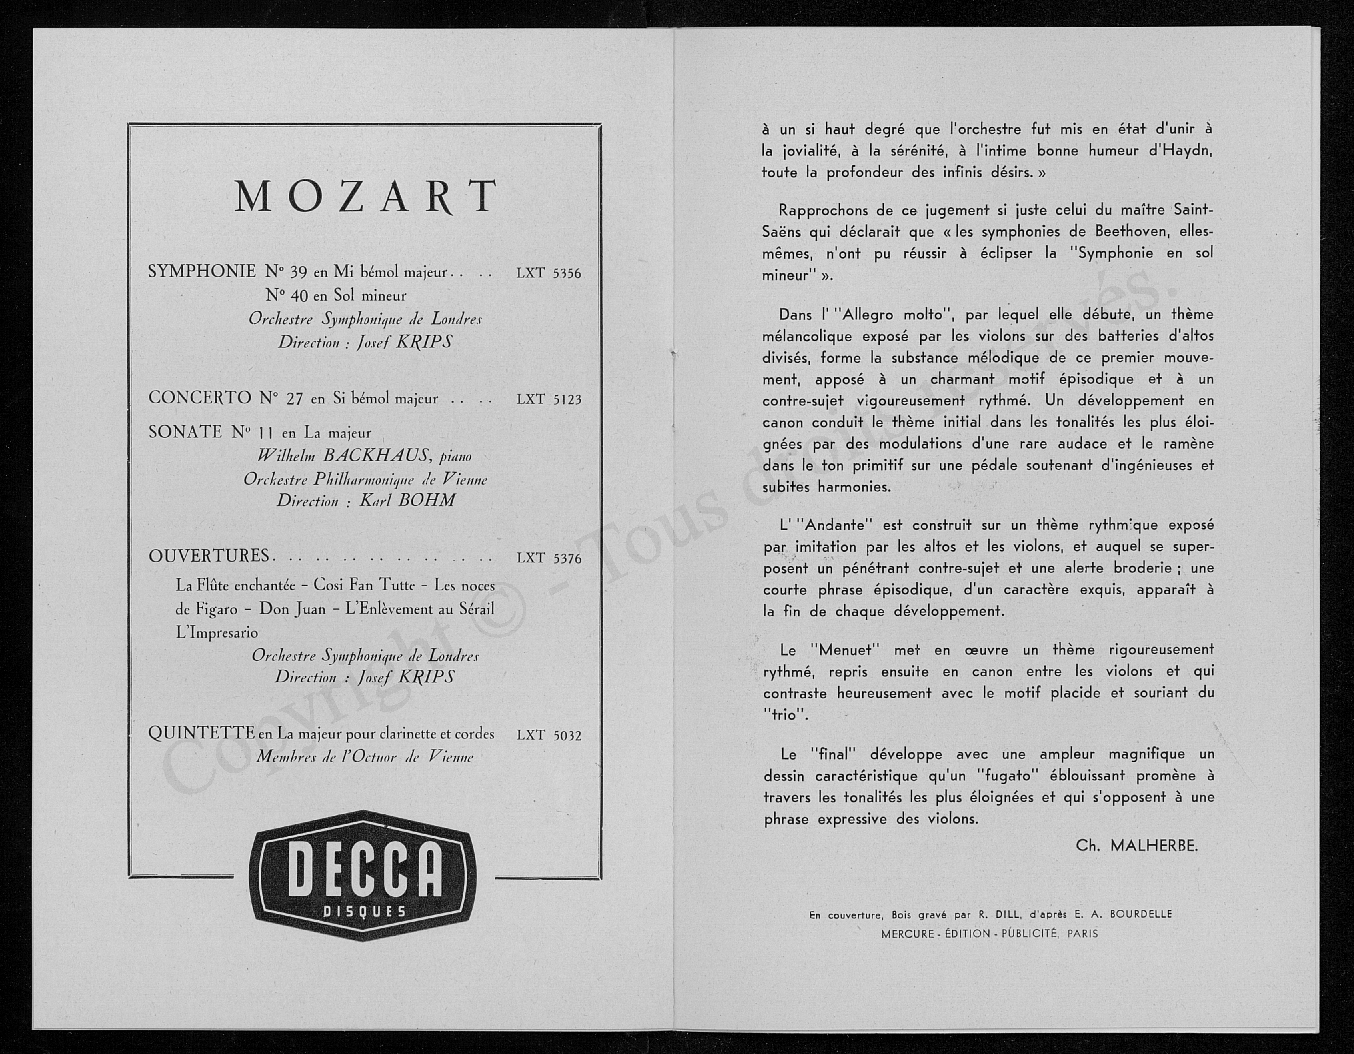 MOZART
SYMPHONIE N° 39 en Mi bémol majeur. . . . LXT 5356
N° 40 en Sol mineur
Orchestre Symphonique de Londres
Direction : Josef KRIPS
CONCERTO N° 27 en Si bémol majeur . . . . LXT 5123
SONATE N° 11 en La majeur
Wilhelm BACKHAUS, piano
Orchestre Philharmonique de Vienne
Direction : Karl BOHM
OUVERTURES. . . . . . . . . . . . . . . . LXT 5376
La Flûte enchantée – Cosi Fan Tutte – Les noces
de Figaro – Don Juan – L'Enlèvement au Sérail
L'Impresario
Orchestre Symphonique de Londres
Direction : Josef KRIPS
QUINTETTE en La majeur pour clarinette et cordes LXT 5032
Membres de l'Octuor de Vienne
DECCA
DISQUES
à un si haut degré que l'orchestre fut mis en état d'unir à
la jovialité, à la sérénité, à l'intime bonne humeur d'Haydn,
toute la profondeur des infinis désirs. »
Rapprochons de ce jugement si juste celui du maître Saint-
Saëns qui déclarait que « les symphonies de Beethoven, elles-
mêmes, n'ont pu réussir à éclipser la "Symphonie en sol
mineur" ».
Dans l' "Allegro molto", par lequel elle débute, un thème
mélancolique exposé par les violons sur des batteries d'altos
divisés, forme la substance mélodique de ce premier mouve-
ment, apposé à un charmant motif épisodique et à un
contre-sujet vigoureusement rythmé. Un développement en
canon conduit le thème initial dans les tonalités les plus éloi-
gnées par des modulations d'une rare audace et le ramène
dans le ton primitif sur une pédale soutenant d'ingénieuses et
subites harmonies.
L' "Andante" est construit sur un thème rythmique exposé
par imitation par les altos et les violons, et auquel se super-
posent un pénétrant contre-sujet et une alerte broderie ; une
courte phrase épisodique, d'un caractère exquis, apparaît à
la fin de chaque développement.
Le "Menuet" met en œuvre un thème rigoureusement
rythmé, repris ensuite en canon entre les violons et qui
contraste heureusement avec le motif placide et souriant du
"trio".
Le "final" développe avec une ampleur magnifique un
dessin caractéristique qu'un "fugato" éblouissant promène à
travers les tonalités les plus éloignées et qui s'opposent à une
phrase expressive des violons.
Ch. MALHERBE.
En couverture, Bois gravé par R. DILL, d'après E. A. BOURDELLE
MERCURE - ÉDITION - PUBLICITÉ, PARIS
Copyright © - Tous droits réservés.